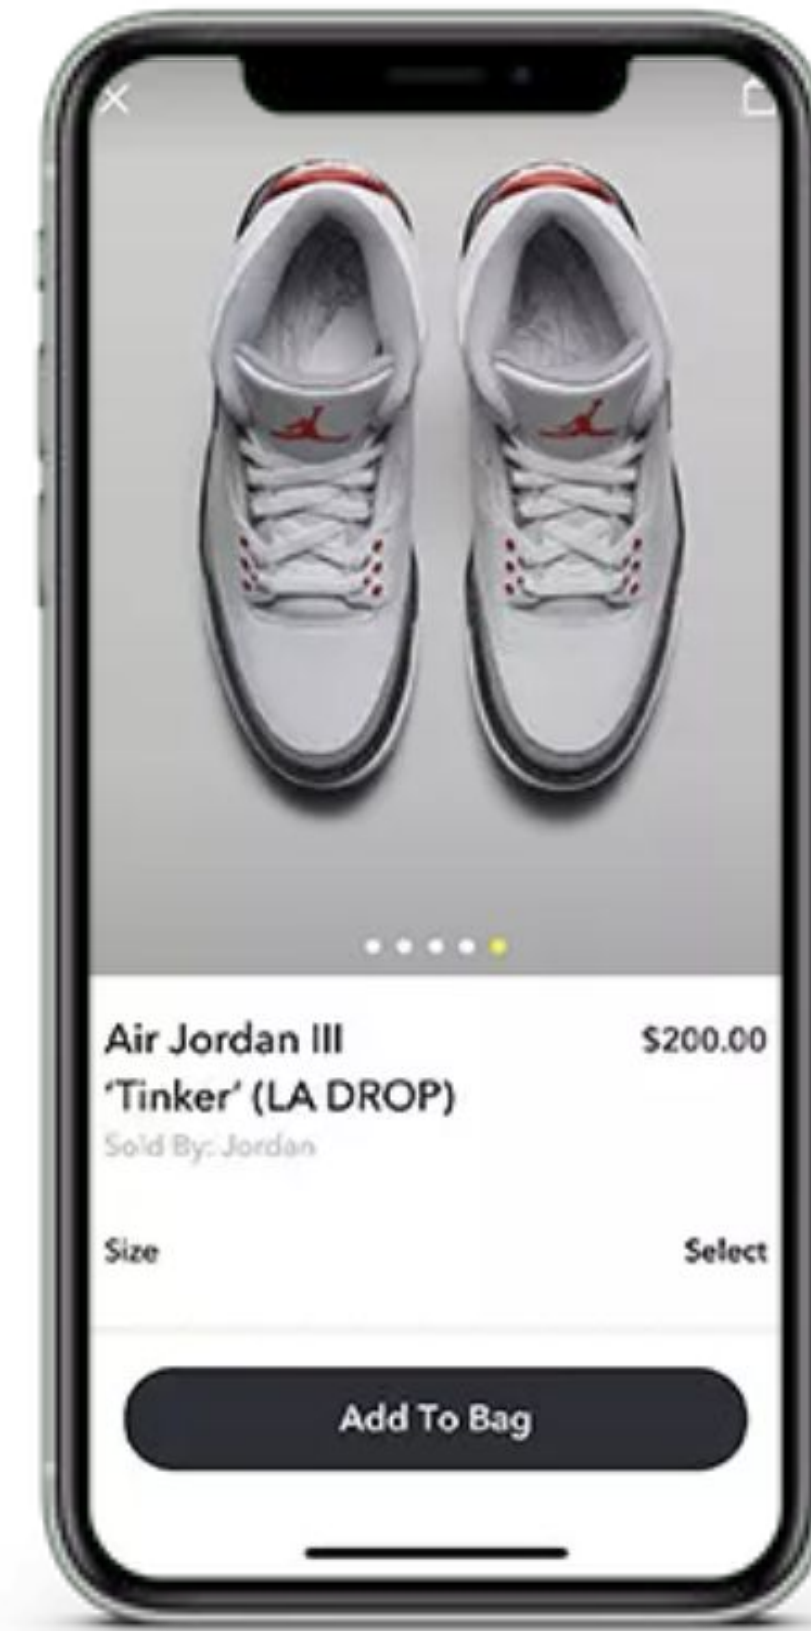 Air Jordan III
$200.00
‘Tinker’ (LA DROP)
Sold By: Jordan
Size
Select
Add To Bag